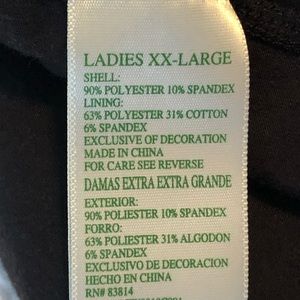 LADIES XX-LARGE
SHELL:
90% POLYESTER 10% SPANDEX
LINING:
63% POLYESTER 31% COTTON
6% SPANDEX
EXCLUSIVE OF DECORATION
MADE IN CHINA
FOR CARE SEE REVERSE
DAMAS EXTRA EXTRA GRANDE
EXTERIOR:
90% POLIESTER 10% SPANDEX
FORRO:
63% POLIESTER 31% ALGODON
6% SPANDEX
EXCLUSIVO DE DECORACION
HECHO EN CHINA
RN# 83814